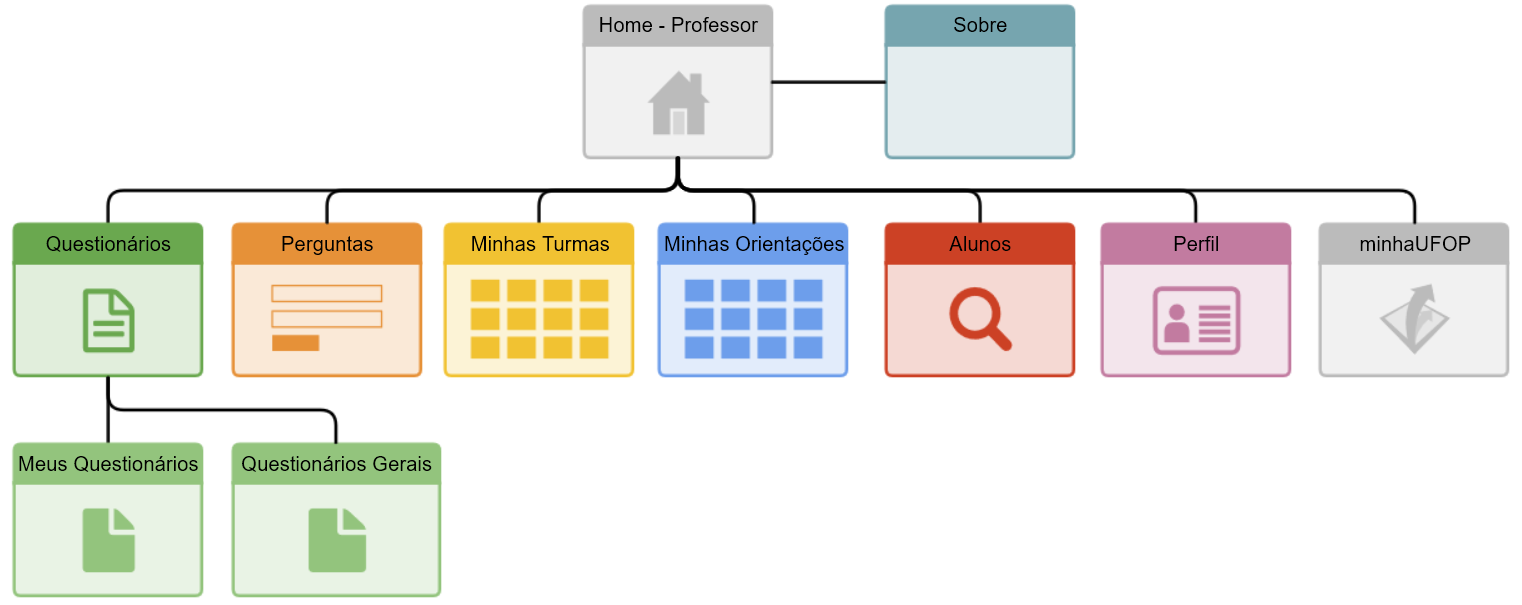 Home - Professor
Sobre
Questionários
Perguntas
Minhas Turmas
Minhas Orientações
Alunos
Perfil
minhaUFOP
Meus Questionários
Questionários Gerais